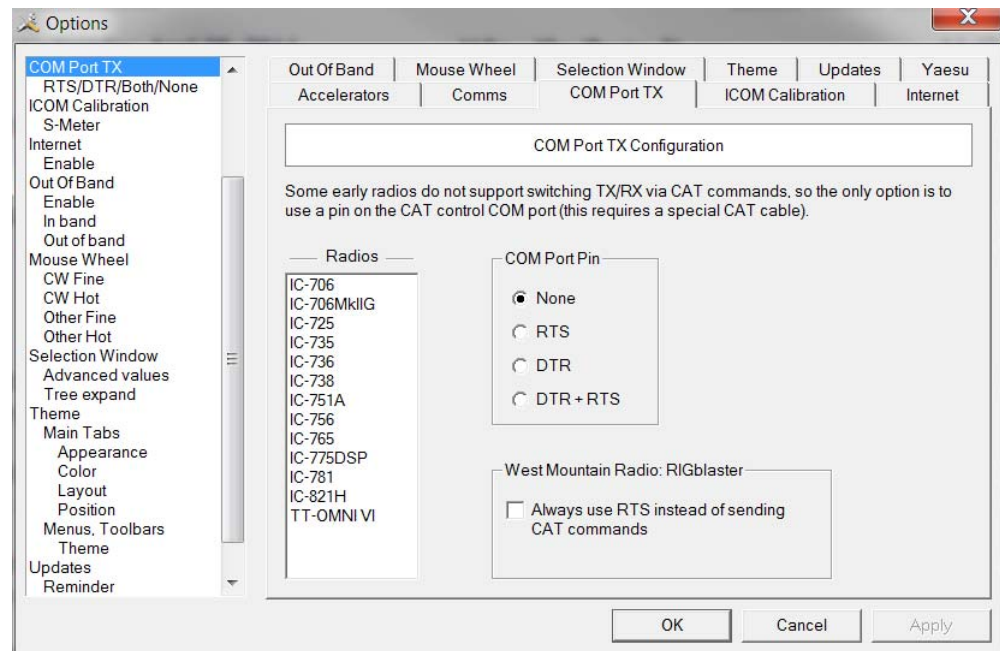 Options
COM Port TX
RTS/DTR/Both/None
ICOM Calibration
S-Meter
Internet
Enable
Out Of Band
Enable
In band
Out of band
Mouse Wheel
CW Fine
CW Hot
Other Fine
Other Hot
Selection Window
Advanced values
Tree expand
Theme
Main Tabs
Appearance
Color
Layout
Position
Menus, Toolbars
Theme
Updates
Reminder
Out Of Band Mouse Wheel Selection Window Theme Updates Yaesu
Accelerators Comms COM Port TX ICOM Calibration Internet
COM Port TX Configuration
Some early radios do not support switching TX/RX via CAT commands, so the only option is to
use a pin on the CAT control COM port (this requires a special CAT cable).
Radios
IC-706
IC-706MkIIG
IC-725
IC-735
IC-736
IC-738
IC-751A
IC-756
IC-765
IC-775DSP
IC-781
IC-821H
TT-OMNI VI
COM Port Pin
None
RTS
DTR
DTR + RTS
West Mountain Radio: RIGblaster
Always use RTS instead of sending
CAT commands
OK Cancel Apply